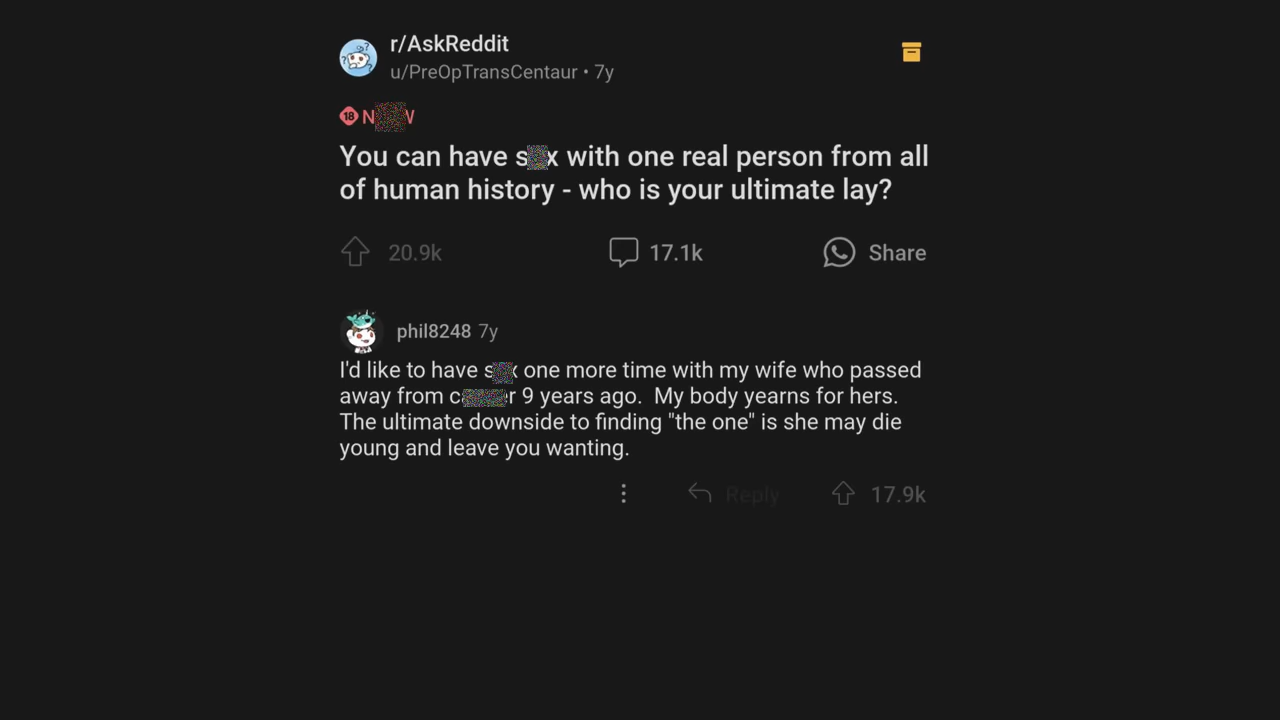 r/AskReddit
u/PreOpTransCentaur • 7y
18
You can have with one real person from all
of human history - who is your ultimate lay?
20.9k 17.1k Share
phil8248 7y
I'd like to have one more time with my wife who passed
away from 9 years ago. My body yearns for hers.
The ultimate downside to finding "the one" is she may die
young and leave you wanting.
Reply 17.9k